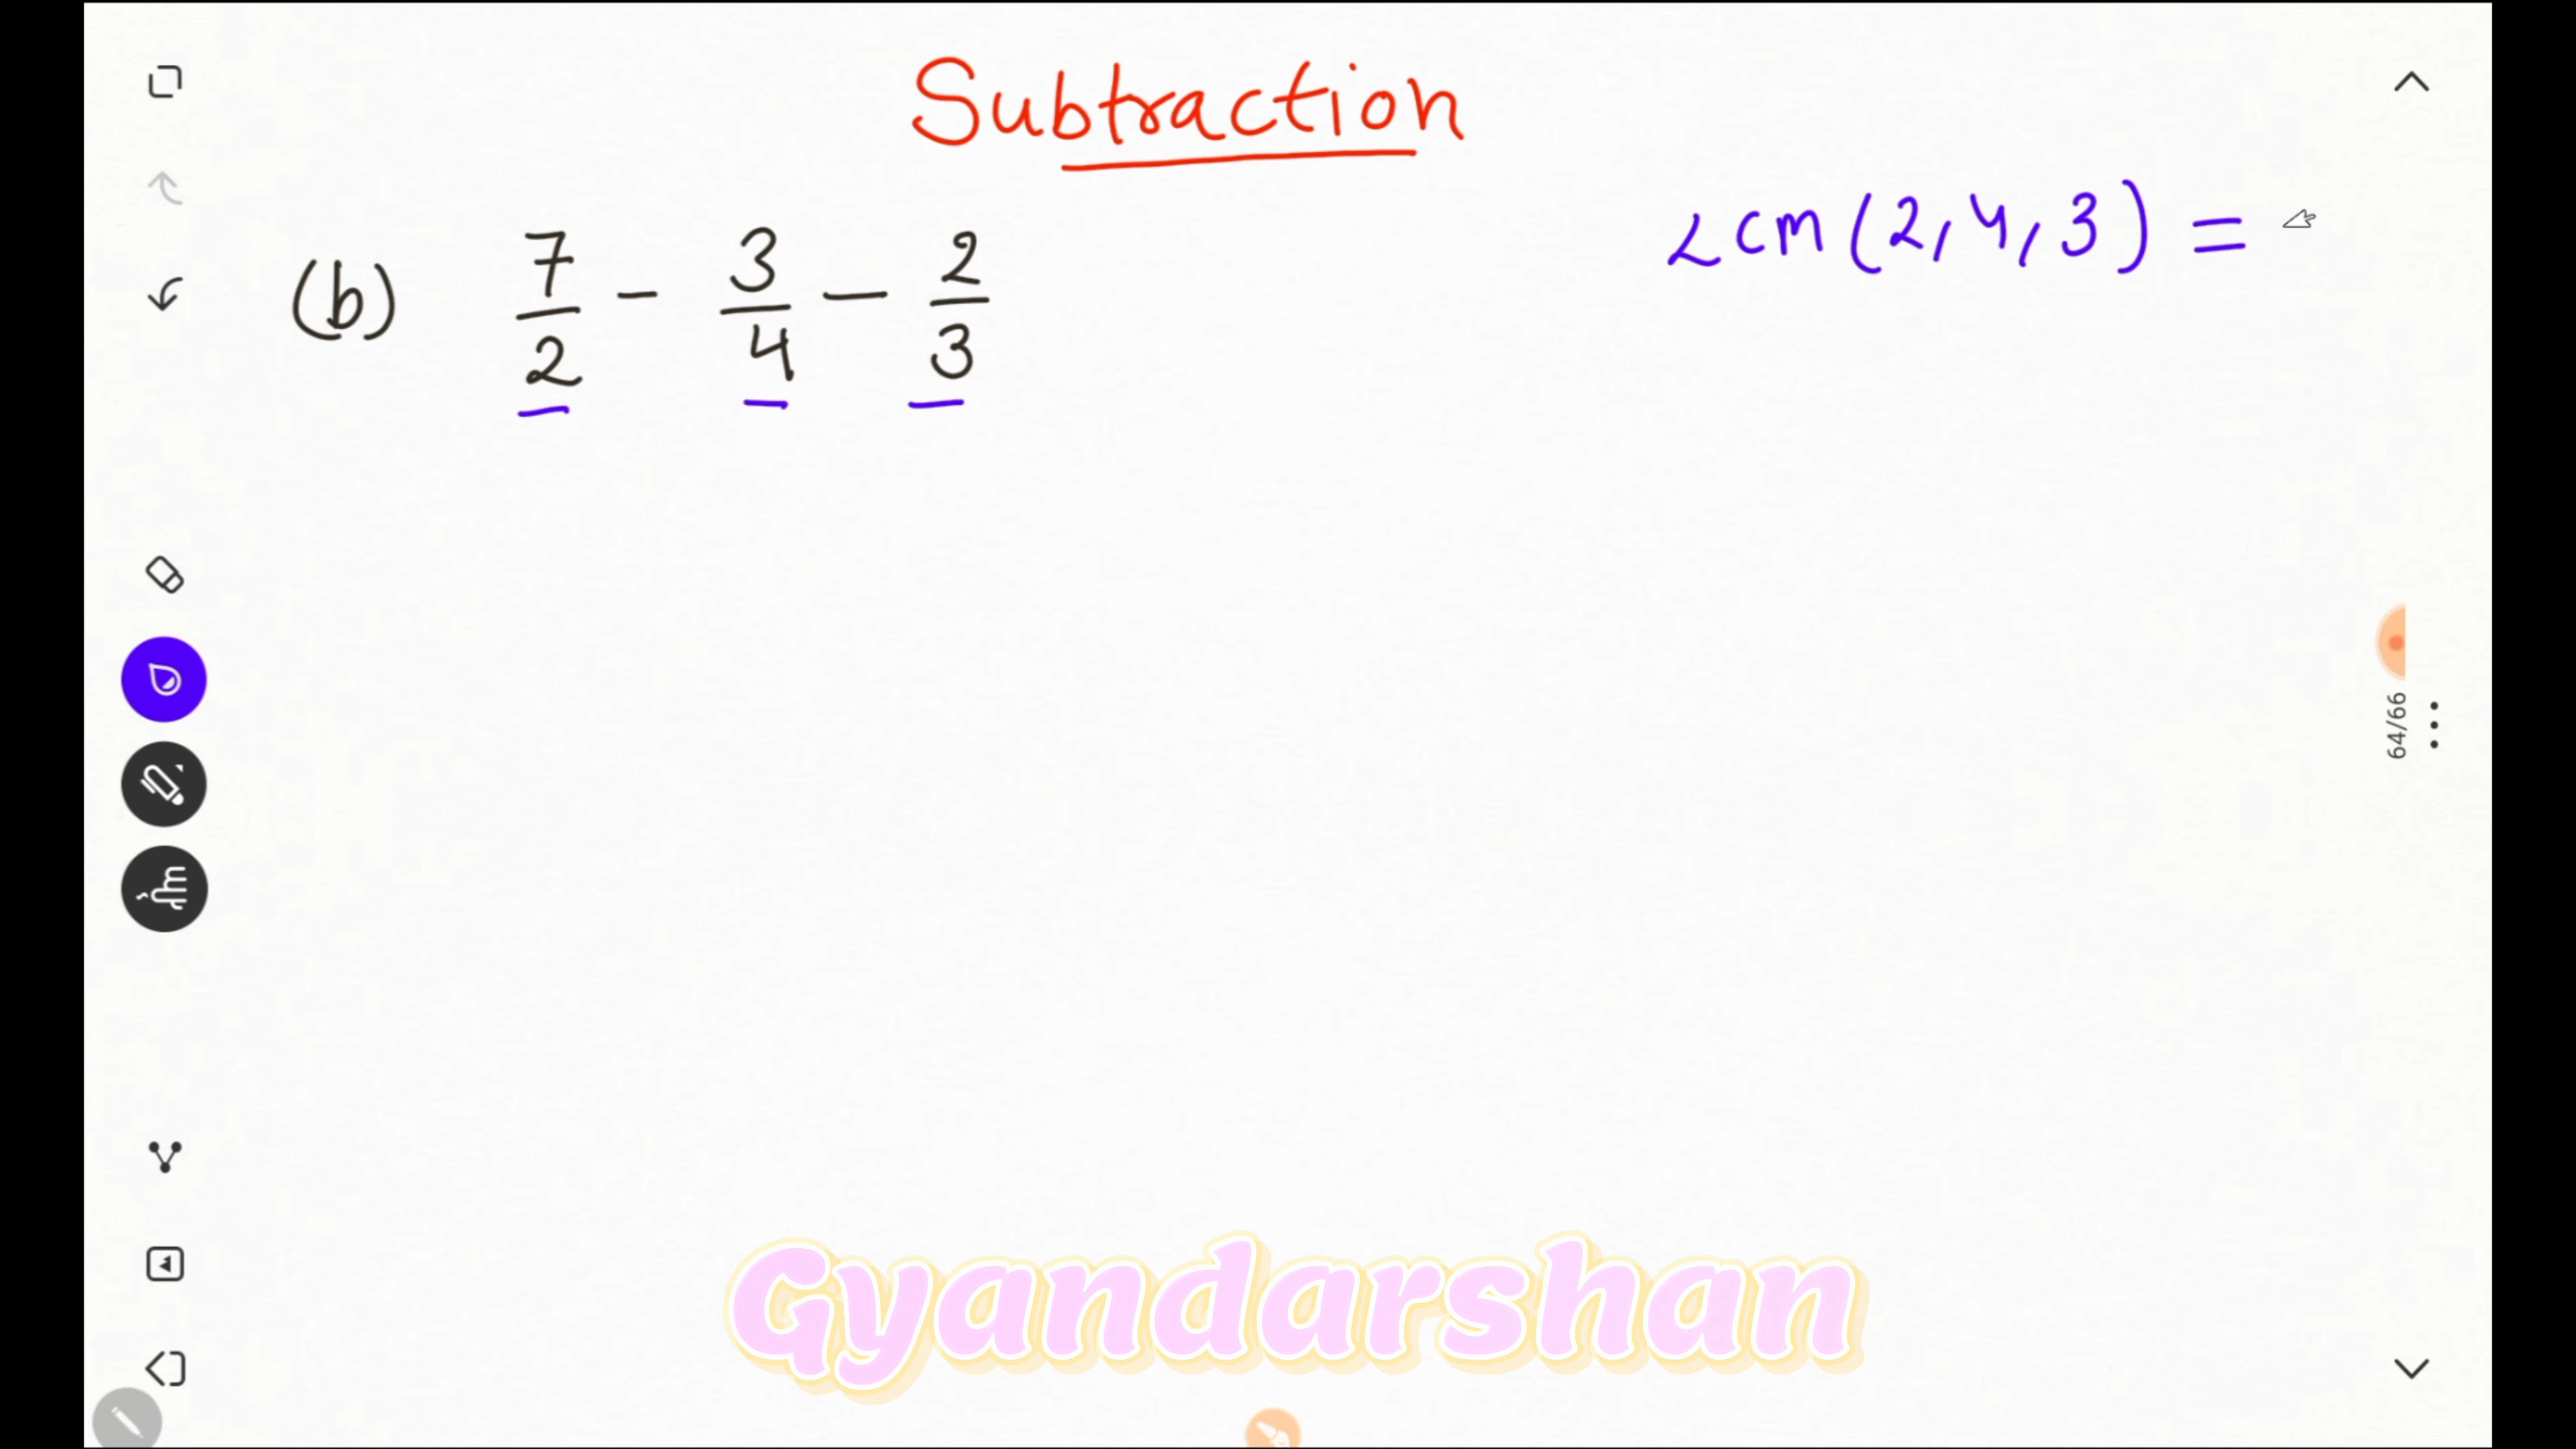 Subtraction
Lcm (2, 4, 3) =
(b) 7/2 - 3/4 - 2/3
64/66
Gyandarshan